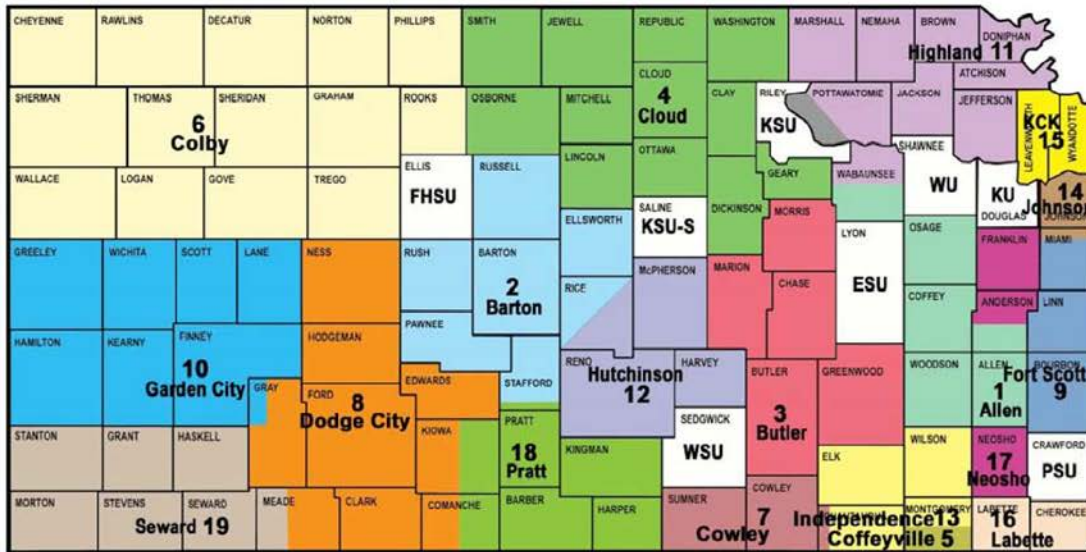 CHEYENNE RAWLINS DECATUR NORTON PHILLIPS SMITH JEWELL REPUBLIC WASHINGTON MARSHALL NEMAHA BROWN DONIPHAN
Highland 11
SHERMAN THOMAS SHERIDAN GRAHAM ROOKS OSBORNE MITCHELL CLOUD CLAY RILEY POTTAWATOMIE JACKSON ATCHISON JEFFERSON
6
Colby
4
Cloud
KSU
LEAVENWORTH WYANDOTTE
KCK
15
WALLACE LOGAN GOVE TREGO ELLIS RUSSELL LINCOLN OTTAWA GEARY WABAUNSEE SHAWNEE
FHSU
WU
KU
DOUGLAS
14
Johnson
JOHNSON
ELLSWORTH SALINE DICKINSON MORRIS LYON OSAGE FRANKLIN MIAMI
KSU-S
GREELEY WICHITA SCOTT LANE NESS RUSH BARTON RICE McPHERSON MARION CHASE
2
Barton
ESU
HAMILTON KEARNY FINNEY HODGEMAN PAWNEE STAFFORD RENO HARVEY COFFEY ANDERSON LINN
10
Garden City
GRAY FORD EDWARDS
8
Dodge City
Hutchinson
12
BUTLER GREENWOOD WOODSON ALLEN BOURBON
3
Butler
1
Allen
Fort Scott
9
STANTON GRANT HASKELL KIOWA PRATT KINGMAN SEDGWICK ELK WILSON NEOSHO CRAWFORD
18
Pratt
WSU
17
Neosho
PSU
MORTON STEVENS SEWARD MEADE CLARK COMANCHE BARBER HARPER SUMNER COWLEY MONTGOMERY LABETTE CHEROKEE
Seward 19
7
Cowley
Independence 13
Coffeyville 5
16
Labette